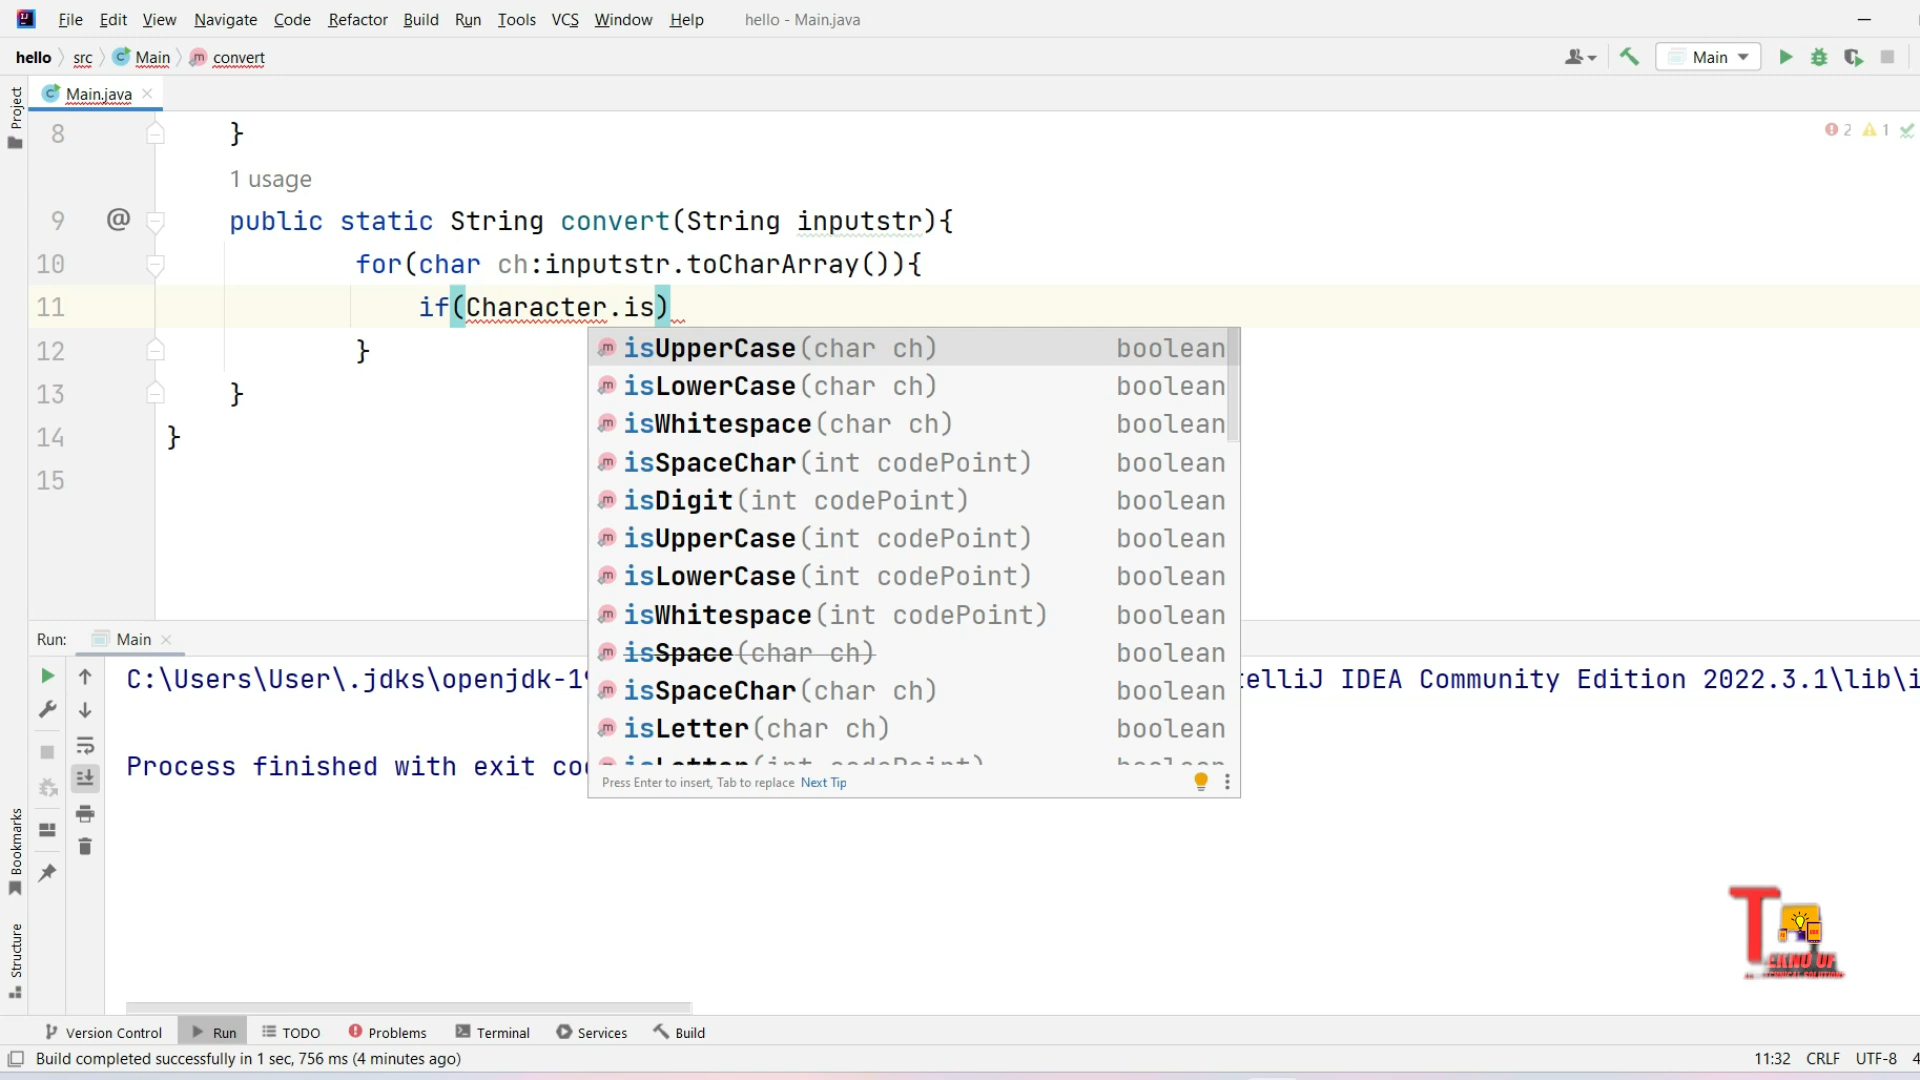 File Edit View Navigate Code Refactor Build Run Tools VCS Window Help hello - Main.java
hello src Main convert Main
Project
Main.java
8 }
2 1
1 usage
9 @ public static String convert(String inputstr){
10 for(char ch:inputstr.toCharArray()){
11 if(Character.is)
12 }
13 }
14 }
15
isUpperCase(char ch) boolean
isLowerCase(char ch) boolean
isWhitespace(char ch) boolean
isSpaceChar(int codePoint) boolean
isDigit(int codePoint) boolean
isUpperCase(int codePoint) boolean
isLowerCase(int codePoint) boolean
isWhitespace(int codePoint) boolean
isSpace(char ch) boolean
isSpaceChar(char ch) boolean
isLetter(char ch) boolean
isLetter(int codePoint) boolean
Press Enter to insert, Tab to replace Next Tip
Run: Main
C:\Users\User\.jdks\openjdk-1
telliJ IDEA Community Edition 2022.3.1\lib\i
Process finished with exit co
Bookmarks
Structure
Version Control Run TODO Problems Terminal Services Build
Build completed successfully in 1 sec, 756 ms (4 minutes ago) 11:32 CRLF UTF-8 4